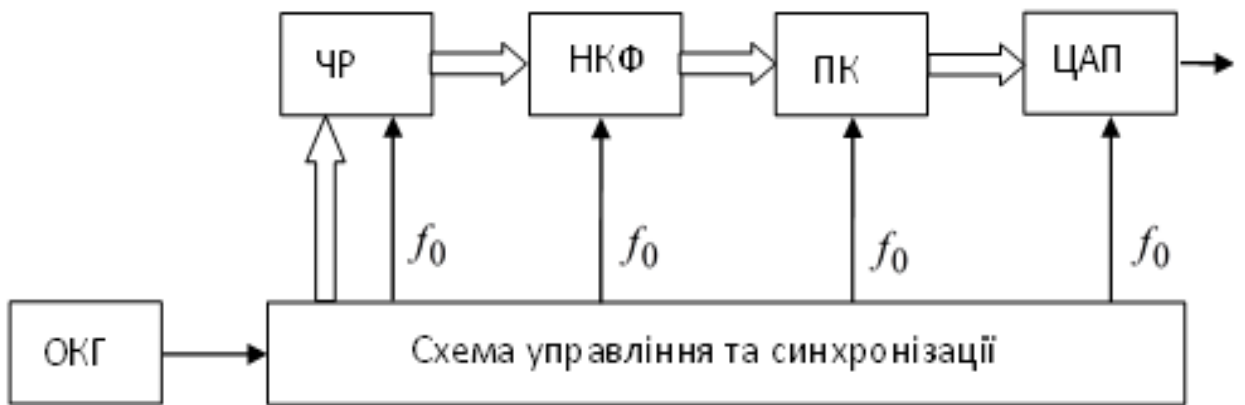 ЧР
НКФ
ПК
ЦАП
f₀
f₀
f₀
f₀
ОКГ
Схема управління та синхронізації